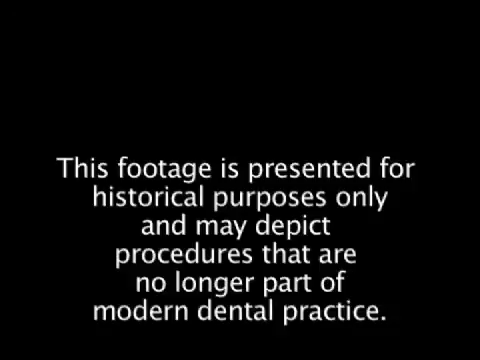 This footage is presented for
historical purposes only
and may depict
procedures that are
no longer part of
modern dental practice.